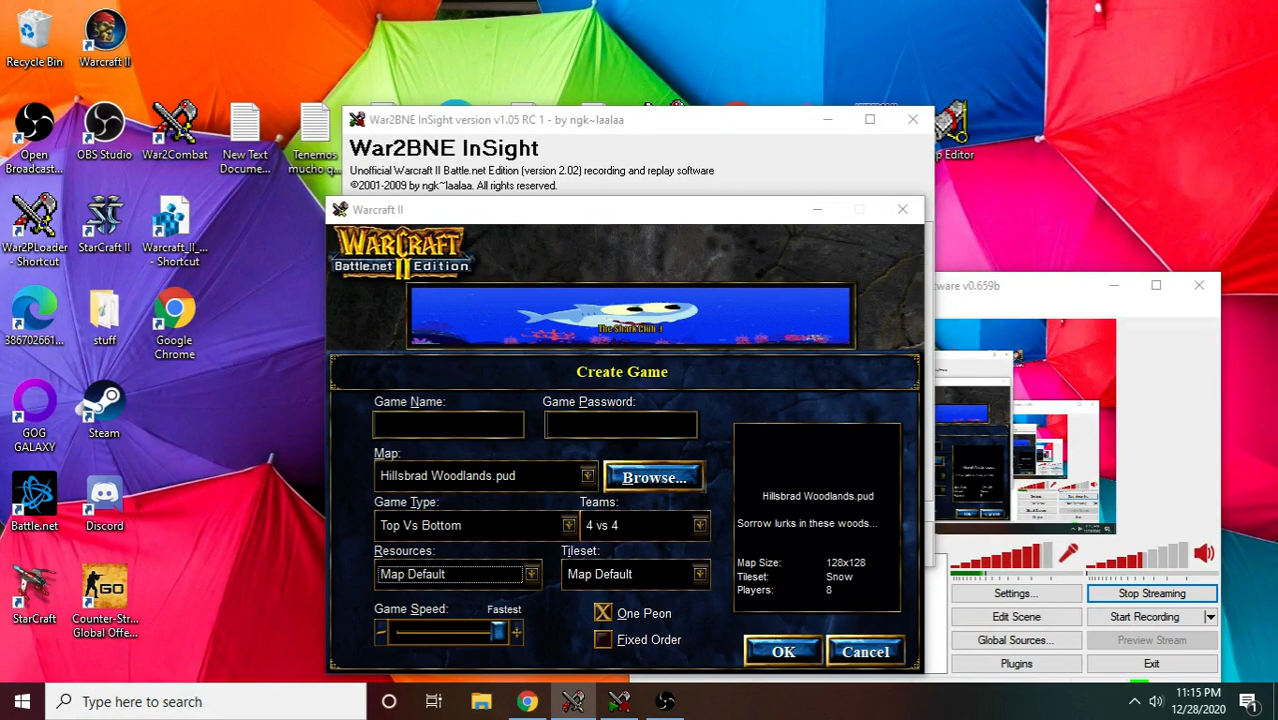 Recycle Bin
Warcraft II
Open Broadcast...
OBS Studio
War2Combat
New Text Docume...
Tenemos mucho q...
p Editor
War2PLoader - Shortcut
StarCraft II
Warcraft_II_... - Shortcut
386702661...
stuff
Google Chrome
GOG GALAXY
Steam
Battle.net
Discord
StarCraft
Counter-Str... Global Offe...
War2BNE InSight version v1.05 RC 1 - by ngk~laalaa
War2BNE InSight
Unofficial Warcraft II Battle.net Edition (version 2.02) recording and replay software
©2001-2009 by ngk~laalaa. All rights reserved.
Warcraft II
WARCRAFT II
Battle.net Edition
The Shark Club !
Create Game
Game Name:
Game Password:
Map:
Hillsbrad Woodlands.pud
Browse...
Game Type:
Teams:
Top Vs Bottom
4 vs 4
Resources:
Tileset:
Map Default
Map Default
Game Speed:
Fastest
One Peon
Fixed Order
Hillsbrad Woodlands.pud
Sorrow lurks in these woods...
Map Size: 128x128
Tileset: Snow
Players: 8
OK
Cancel
tware v0.659b
Settings...
Stop Streaming
Edit Scene
Start Recording
Global Sources...
Preview Stream
Plugins
Exit
Type here to search
11:15 PM
12/28/2020
1